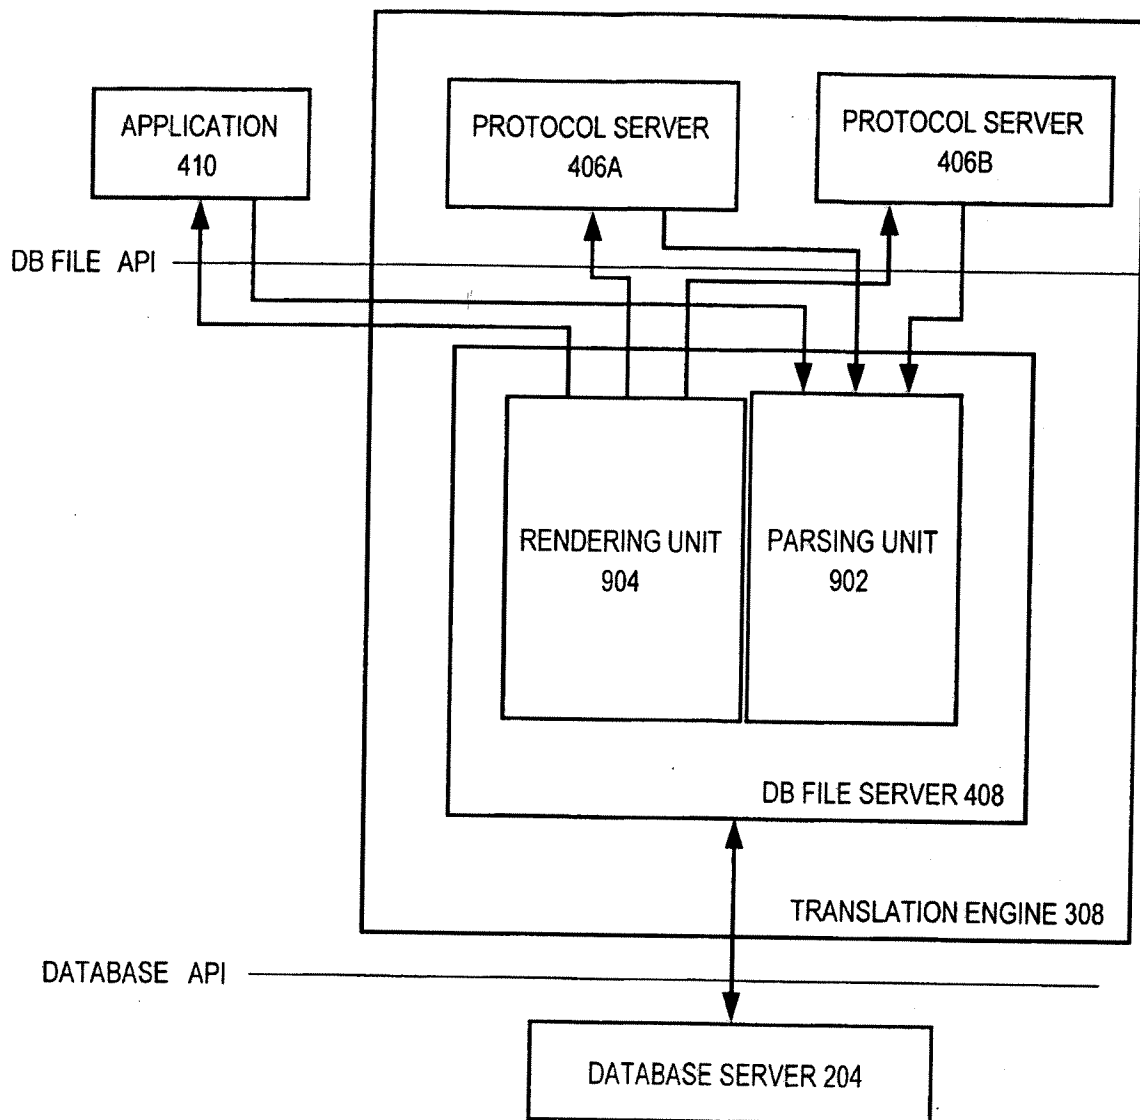 APPLICATION
410
PROTOCOL SERVER
406A
PROTOCOL SERVER
406B
DB FILE API
RENDERING UNIT
904
PARSING UNIT
902
DB FILE SERVER 408
TRANSLATION ENGINE 308
DATABASE API
DATABASE SERVER 204